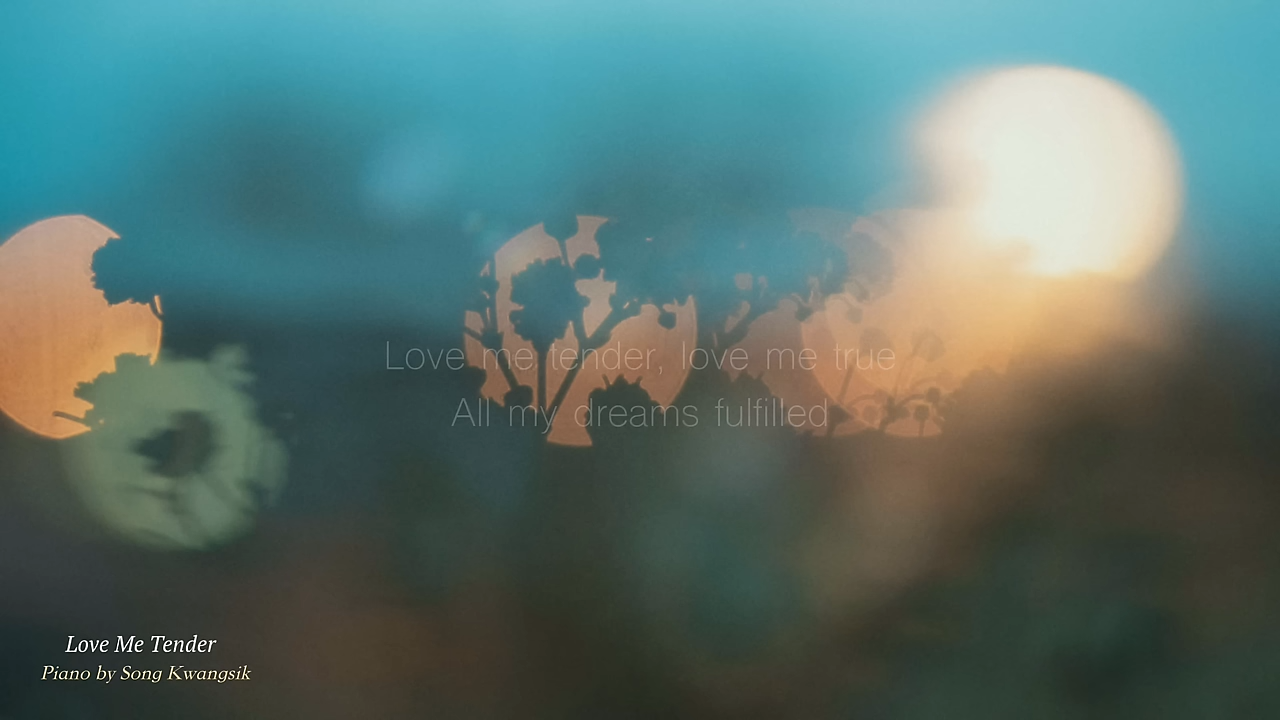 Love me tender, love me true
All my dreams fulfilled
Love Me Tender
Piano by Song Kwangsik